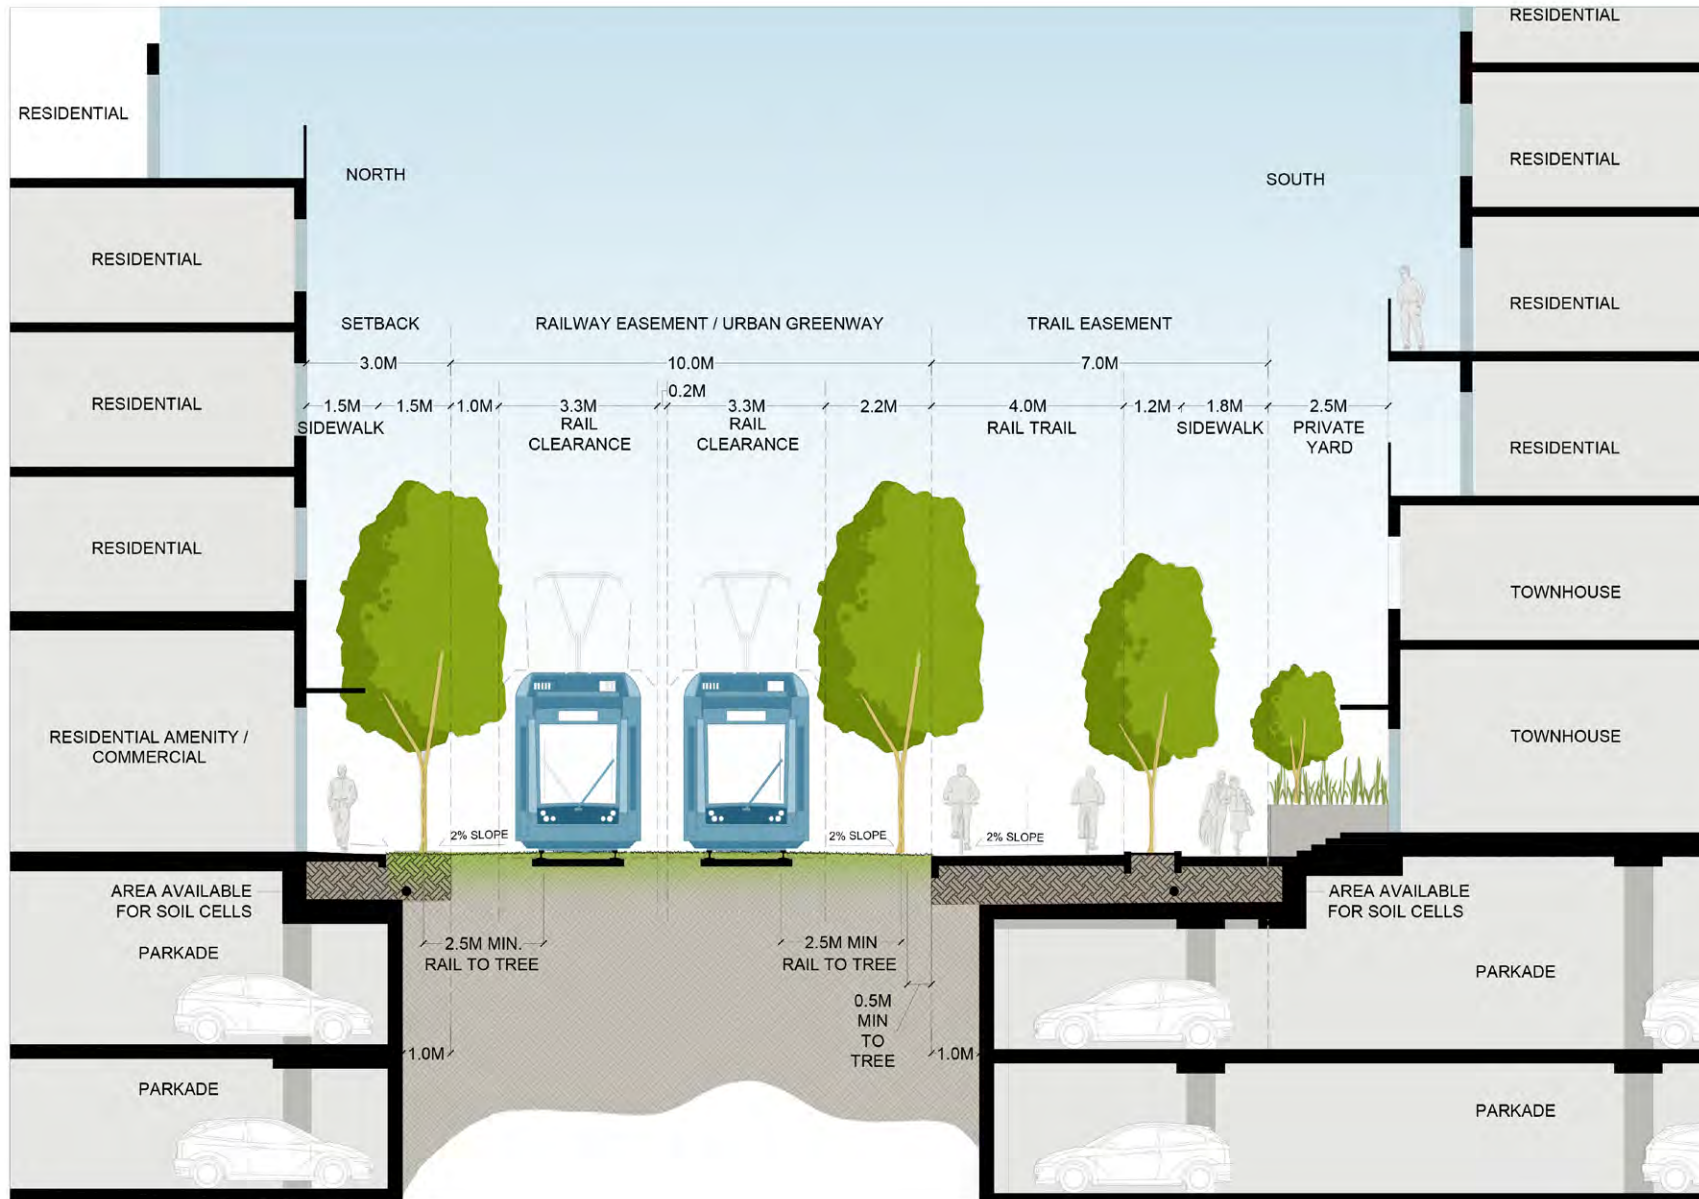 RESIDENTIAL
RESIDENTIAL
NORTH
SOUTH
RESIDENTIAL
RESIDENTIAL
RESIDENTIAL
SETBACK
RAILWAY EASEMENT / URBAN GREENWAY
TRAIL EASEMENT
3.0M
10.0M
7.0M
0.2M
RESIDENTIAL
1.5M
SIDEWALK
1.5M
1.0M
3.3M
RAIL
CLEARANCE
3.3M
RAIL
CLEARANCE
2.2M
4.0M
RAIL TRAIL
1.2M
1.8M
SIDEWALK
2.5M
PRIVATE
YARD
RESIDENTIAL
RESIDENTIAL
TOWNHOUSE
RESIDENTIAL AMENITY /
COMMERCIAL
TOWNHOUSE
2% SLOPE
2% SLOPE
2% SLOPE
AREA AVAILABLE
FOR SOIL CELLS
AREA AVAILABLE
FOR SOIL CELLS
PARKADE
2.5M MIN.
RAIL TO TREE
2.5M MIN
RAIL TO TREE
PARKADE
0.5M
MIN
TO
TREE
1.0M
1.0M
PARKADE
PARKADE